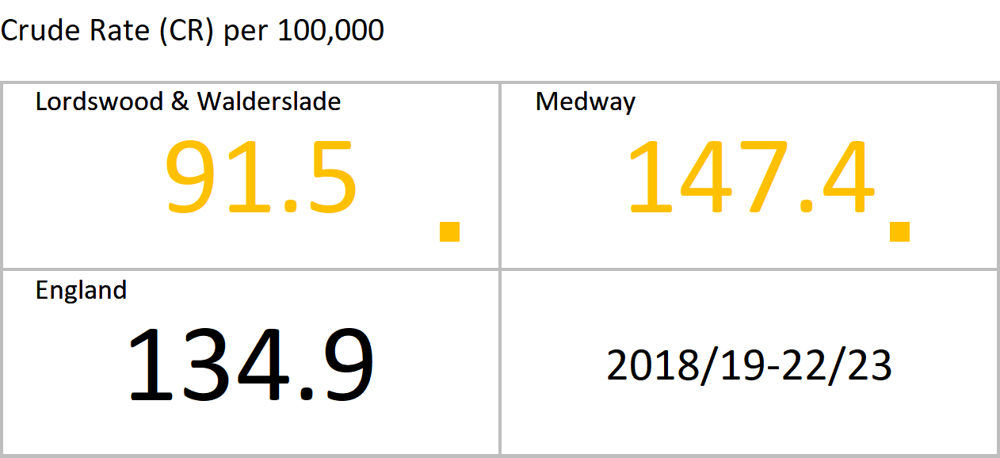 Crude Rate (CR) per 100,000
Lordswood & Walderslade
91.5
Medway
147.4
England
134.9
2018/19-22/23